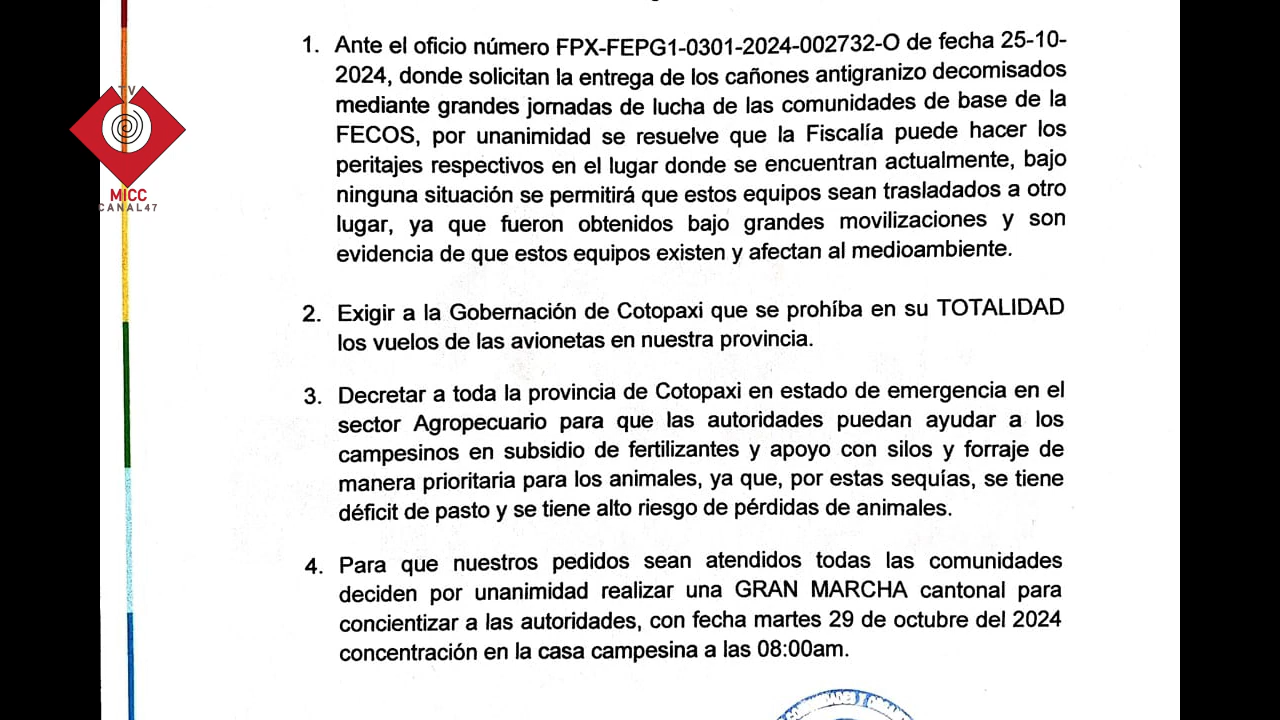 TV
MICC
CANAL47
1. Ante el oficio número FPX-FEPG1-0301-2024-002732-O de fecha 25-10-
2024, donde solicitan la entrega de los cañones antigranizo decomisados
mediante grandes jornadas de lucha de las comunidades de base de la
FECOS, por unanimidad se resuelve que la Fiscalía puede hacer los
peritajes respectivos en el lugar donde se encuentran actualmente, bajo
ninguna situación se permitirá que estos equipos sean trasladados a otro
lugar, ya que fueron obtenidos bajo grandes movilizaciones y son
evidencia de que estos equipos existen y afectan al medioambiente.
2. Exigir a la Gobernación de Cotopaxi que se prohíba en su TOTALIDAD
los vuelos de las avionetas en nuestra provincia.
3. Decretar a toda la provincia de Cotopaxi en estado de emergencia en el
sector Agropecuario para que las autoridades puedan ayudar a los
campesinos en subsidio de fertilizantes y apoyo con silos y forraje de
manera prioritaria para los animales, ya que, por estas sequías, se tiene
déficit de pasto y se tiene alto riesgo de pérdidas de animales.
4. Para que nuestros pedidos sean atendidos todas las comunidades
deciden por unanimidad realizar una GRAN MARCHA cantonal para
concientizar a las autoridades, con fecha martes 29 de octubre del 2024
concentración en la casa campesina a las 08:00am.
COMUNIDADES Y